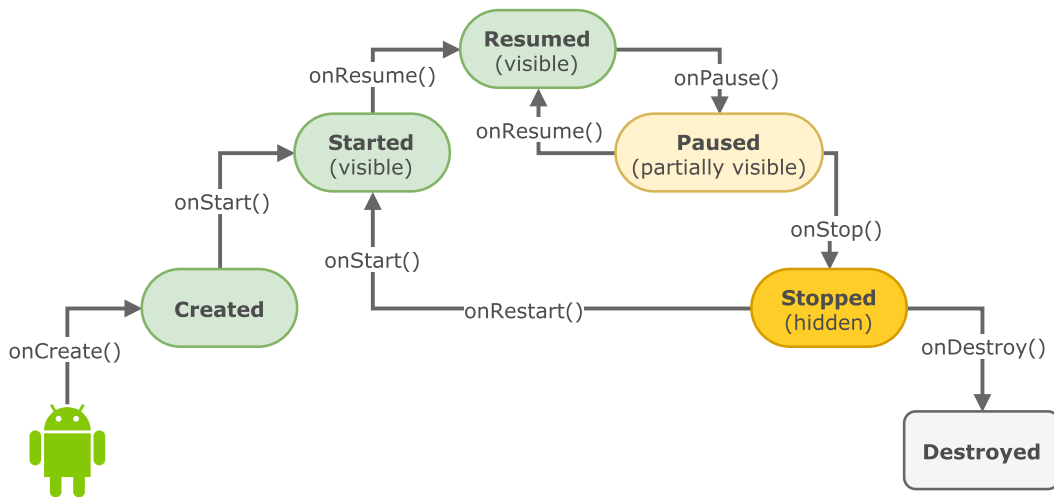 Resumed
(visible)
onResume()
onPause()
onResume()
Started
(visible)
Paused
(partially visible)
onStart()
onStop()
onStart()
Created
Stopped
(hidden)
onRestart()
onCreate()
onDestroy()
Destroyed